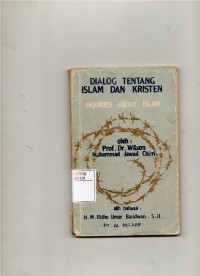 DIALOG TENTANG
ISLAM DAN KRISTEN
INQUIRIES ABOUT ISLAM
oleh :
Prof. Dr. Wilson
Muhammad Jawad Chirri
alih bahasa :
H.M. Ridho Umar Baridwan . S.H.
PT AL MA'ARIF